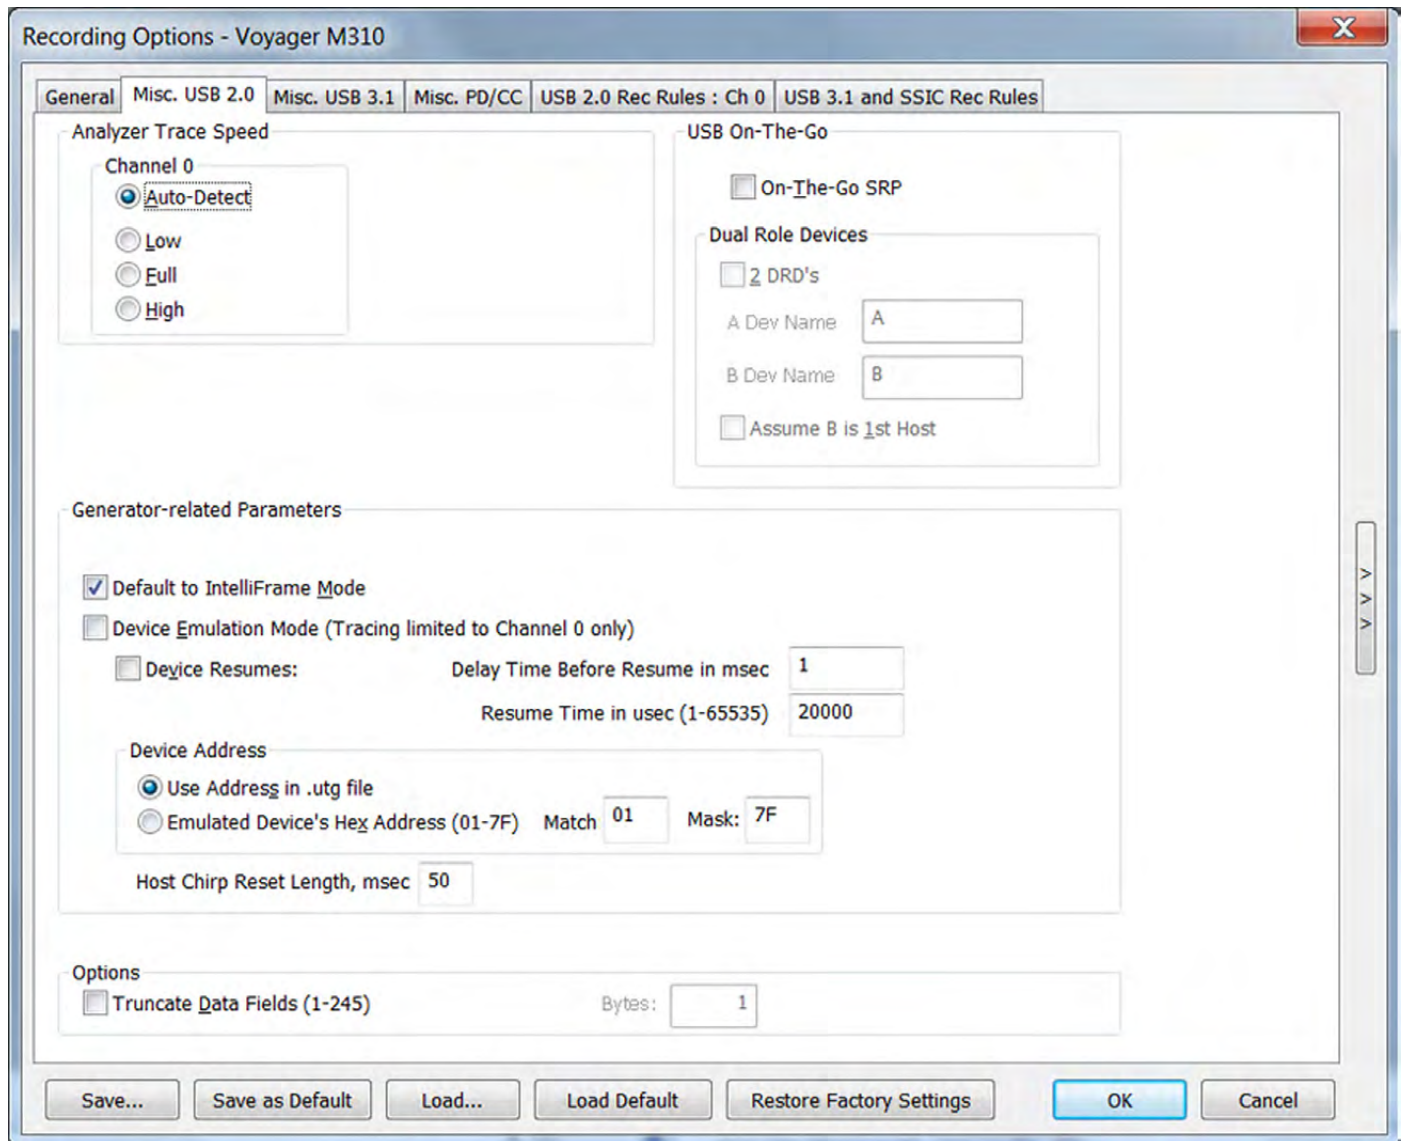 Recording Options - Voyager M310
X
General Misc. USB 2.0 Misc. USB 3.1 Misc. PD/CC USB 2.0 Rec Rules : Ch 0 USB 3.1 and SSIC Rec Rules
Analyzer Trace Speed
Channel 0
Auto-Detect
Low
Full
High
USB On-The-Go
On-The-Go SRP
Dual Role Devices
2 DRD's
A Dev Name A
B Dev Name B
Assume B is 1st Host
Generator-related Parameters
Default to IntelliFrame Mode
Device Emulation Mode (Tracing limited to Channel 0 only)
Device Resumes: Delay Time Before Resume in msec 1
Resume Time in usec (1-65535) 20000
Device Address
Use Address in .utg file
Emulated Device's Hex Address (01-7F) Match 01 Mask: 7F
Host Chirp Reset Length, msec 50
Options
Truncate Data Fields (1-245) Bytes: 1
>
>
>
Save... Save as Default Load... Load Default Restore Factory Settings OK Cancel